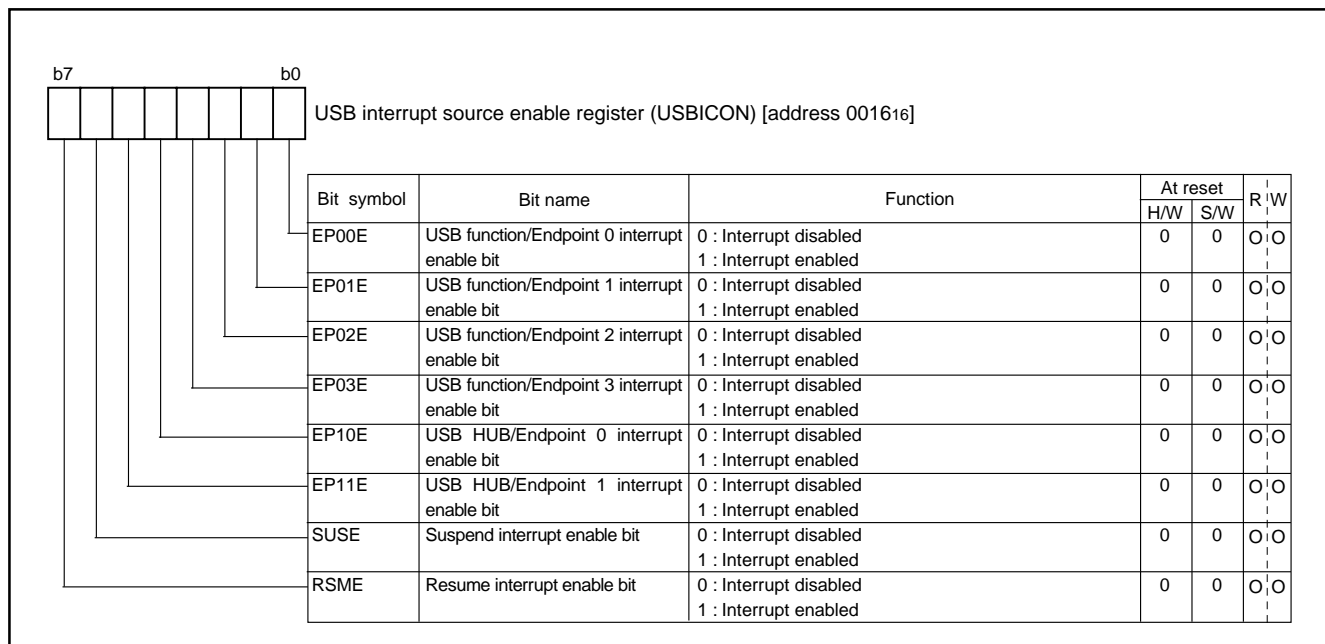 b7 b0
USB interrupt source enable register (USBICON) [address 001616]
Bit symbol Bit name Function At reset R W
H/W S/W
EP00E USB function/Endpoint 0 interrupt 0 : Interrupt disabled 0 0 O O
enable bit 1 : Interrupt enabled
EP01E USB function/Endpoint 1 interrupt 0 : Interrupt disabled 0 0 O O
enable bit 1 : Interrupt enabled
EP02E USB function/Endpoint 2 interrupt 0 : Interrupt disabled 0 0 O O
enable bit 1 : Interrupt enabled
EP03E USB function/Endpoint 3 interrupt 0 : Interrupt disabled 0 0 O O
enable bit 1 : Interrupt enabled
EP10E USB HUB/Endpoint 0 interrupt 0 : Interrupt disabled 0 0 O O
enable bit 1 : Interrupt enabled
EP11E USB HUB/Endpoint 1 interrupt 0 : Interrupt disabled 0 0 O O
enable bit 1 : Interrupt enabled
SUSE Suspend interrupt enable bit 0 : Interrupt disabled 0 0 O O
1 : Interrupt enabled
RSME Resume interrupt enable bit 0 : Interrupt disabled 0 0 O O
1 : Interrupt enabled